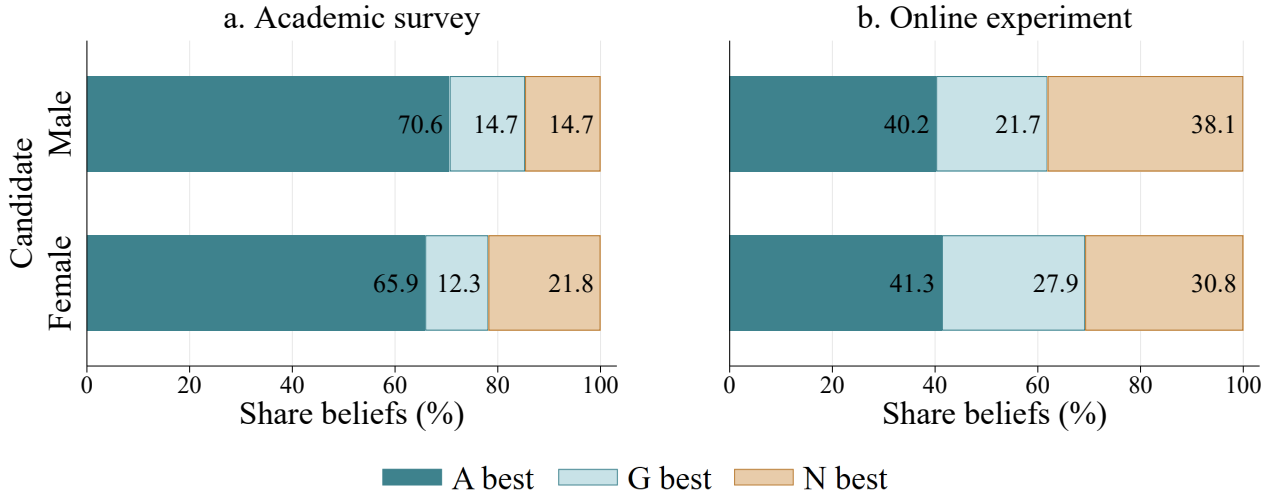 a. Academic survey
Candidate
Male
70.6 14.7 14.7
Female
65.9 12.3 21.8
0 20 40 60 80 100
Share beliefs (%)
b. Online experiment
40.2 21.7 38.1
41.3 27.9 30.8
0 20 40 60 80 100
Share beliefs (%)
A best G best N best